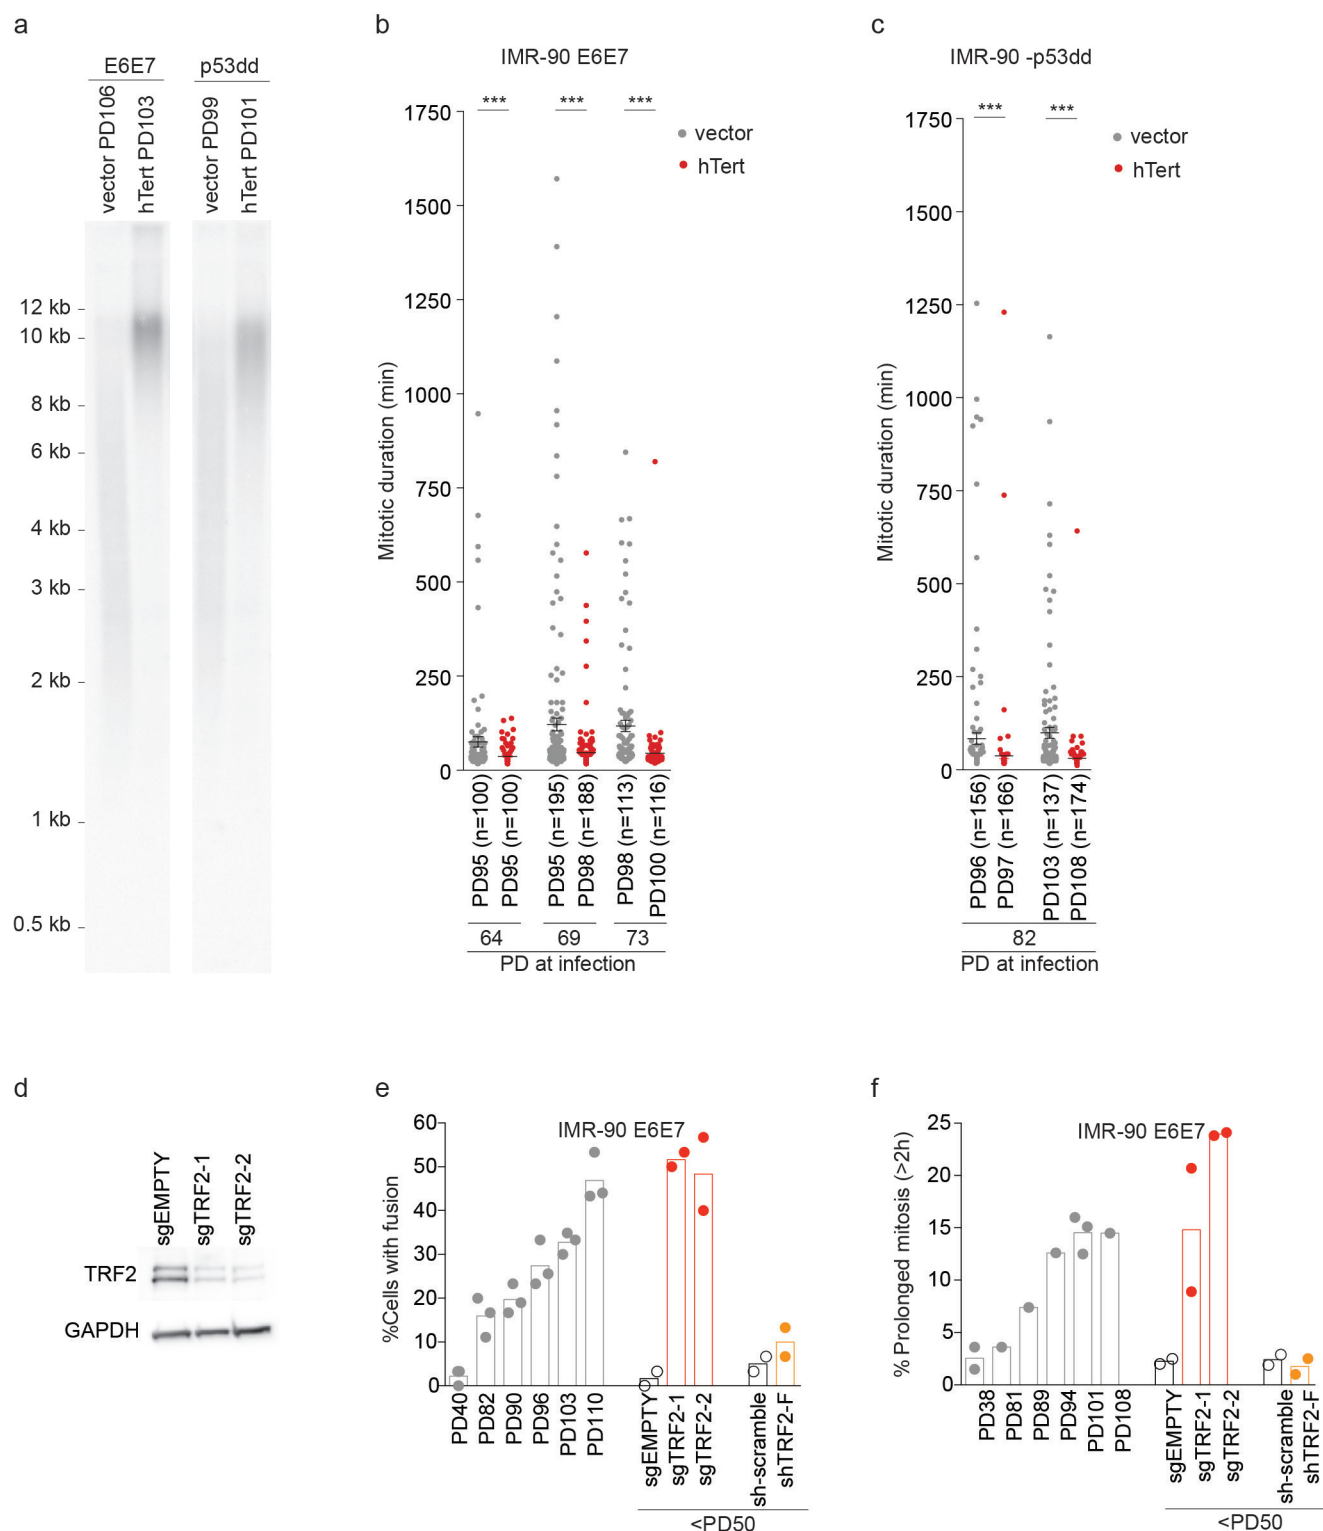 a
E6E7
p53dd
vector PD106
hTert PD103
vector PD99
hTert PD101
12 kb
10 kb
8 kb
6 kb
4 kb
3 kb
2 kb
1 kb
0.5 kb
b
IMR-90 E6E7
***
***
***
vector
hTert
Mitotic duration (min)
1750
1500
1250
1000
750
500
250
0
PD95 (n=100)
PD95 (n=100)
PD95 (n=195)
PD98 (n=188)
PD98 (n=113)
PD100 (n=116)
64
69
73
PD at infection
c
IMR-90 -p53dd
***
***
vector
hTert
Mitotic duration (min)
1750
1500
1250
1000
750
500
250
0
PD96 (n=156)
PD97 (n=166)
PD103 (n=137)
PD108 (n=174)
82
PD at infection
d
sgEMPTY
sgTRF2-1
sgTRF2-2
TRF2
GAPDH
e
IMR-90 E6E7
%Cells with fusion
60
50
40
30
20
10
0
PD40
PD82
PD90
PD96
PD103
PD110
sgEMPTY
sgTRF2-1
sgTRF2-2
sh-scramble
shTRF2-F
<PD50
f
IMR-90 E6E7
% Prolonged mitosis (>2h)
25
20
15
10
5
0
PD38
PD81
PD89
PD94
PD101
PD108
sgEMPTY
sgTRF2-1
sgTRF2-2
sh-scramble
shTRF2-F
<PD50